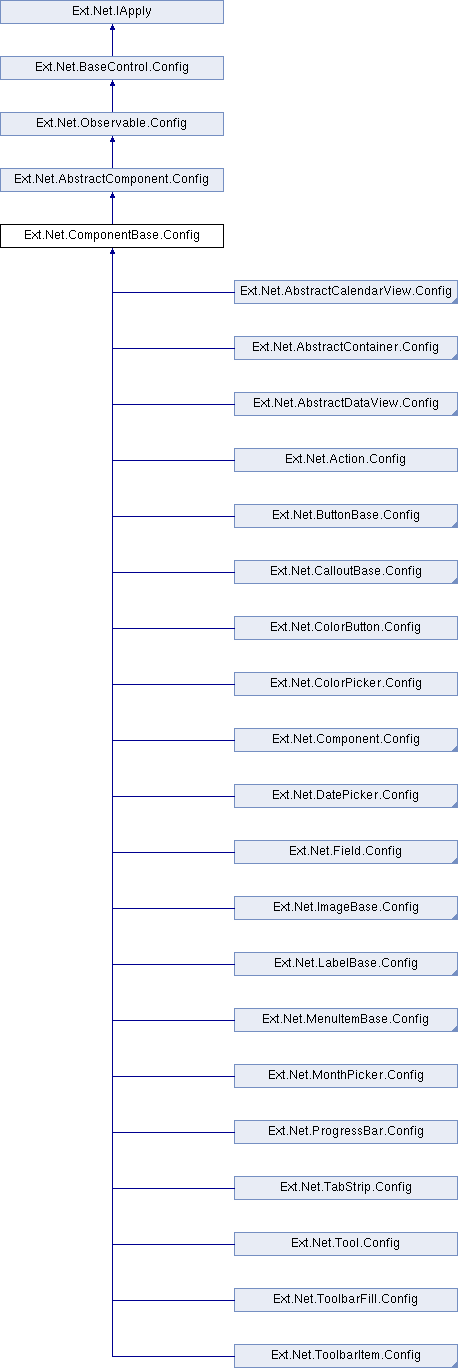 Ext.Net.IApply
Ext.Net.BaseControl.Config
Ext.Net.Observable.Config
Ext.Net.AbstractComponent.Config
Ext.Net.ComponentBase.Config
Ext.Net.AbstractCalendarView.Config
Ext.Net.AbstractContainer.Config
Ext.Net.AbstractDataView.Config
Ext.Net.Action.Config
Ext.Net.ButtonBase.Config
Ext.Net.CalloutBase.Config
Ext.Net.ColorButton.Config
Ext.Net.ColorPicker.Config
Ext.Net.Component.Config
Ext.Net.DatePicker.Config
Ext.Net.Field.Config
Ext.Net.ImageBase.Config
Ext.Net.LabelBase.Config
Ext.Net.MenuItemBase.Config
Ext.Net.MonthPicker.Config
Ext.Net.ProgressBar.Config
Ext.Net.TabStrip.Config
Ext.Net.Tool.Config
Ext.Net.ToolbarFill.Config
Ext.Net.ToolbarItem.Config